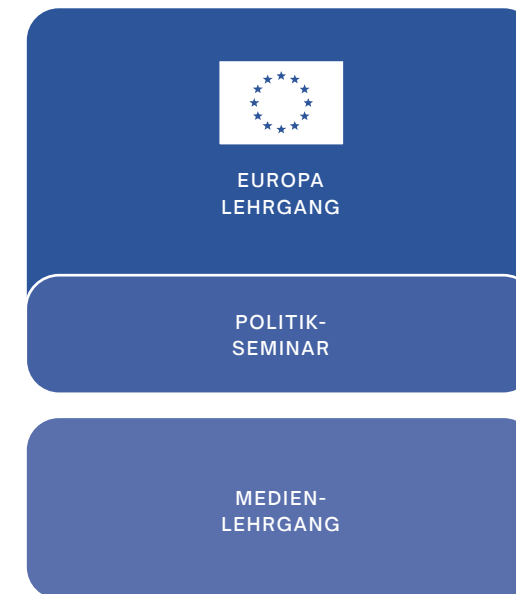 EUROPA
LEHRGANG
POLITIK-
SEMINAR
MEDIEN-
LEHRGANG